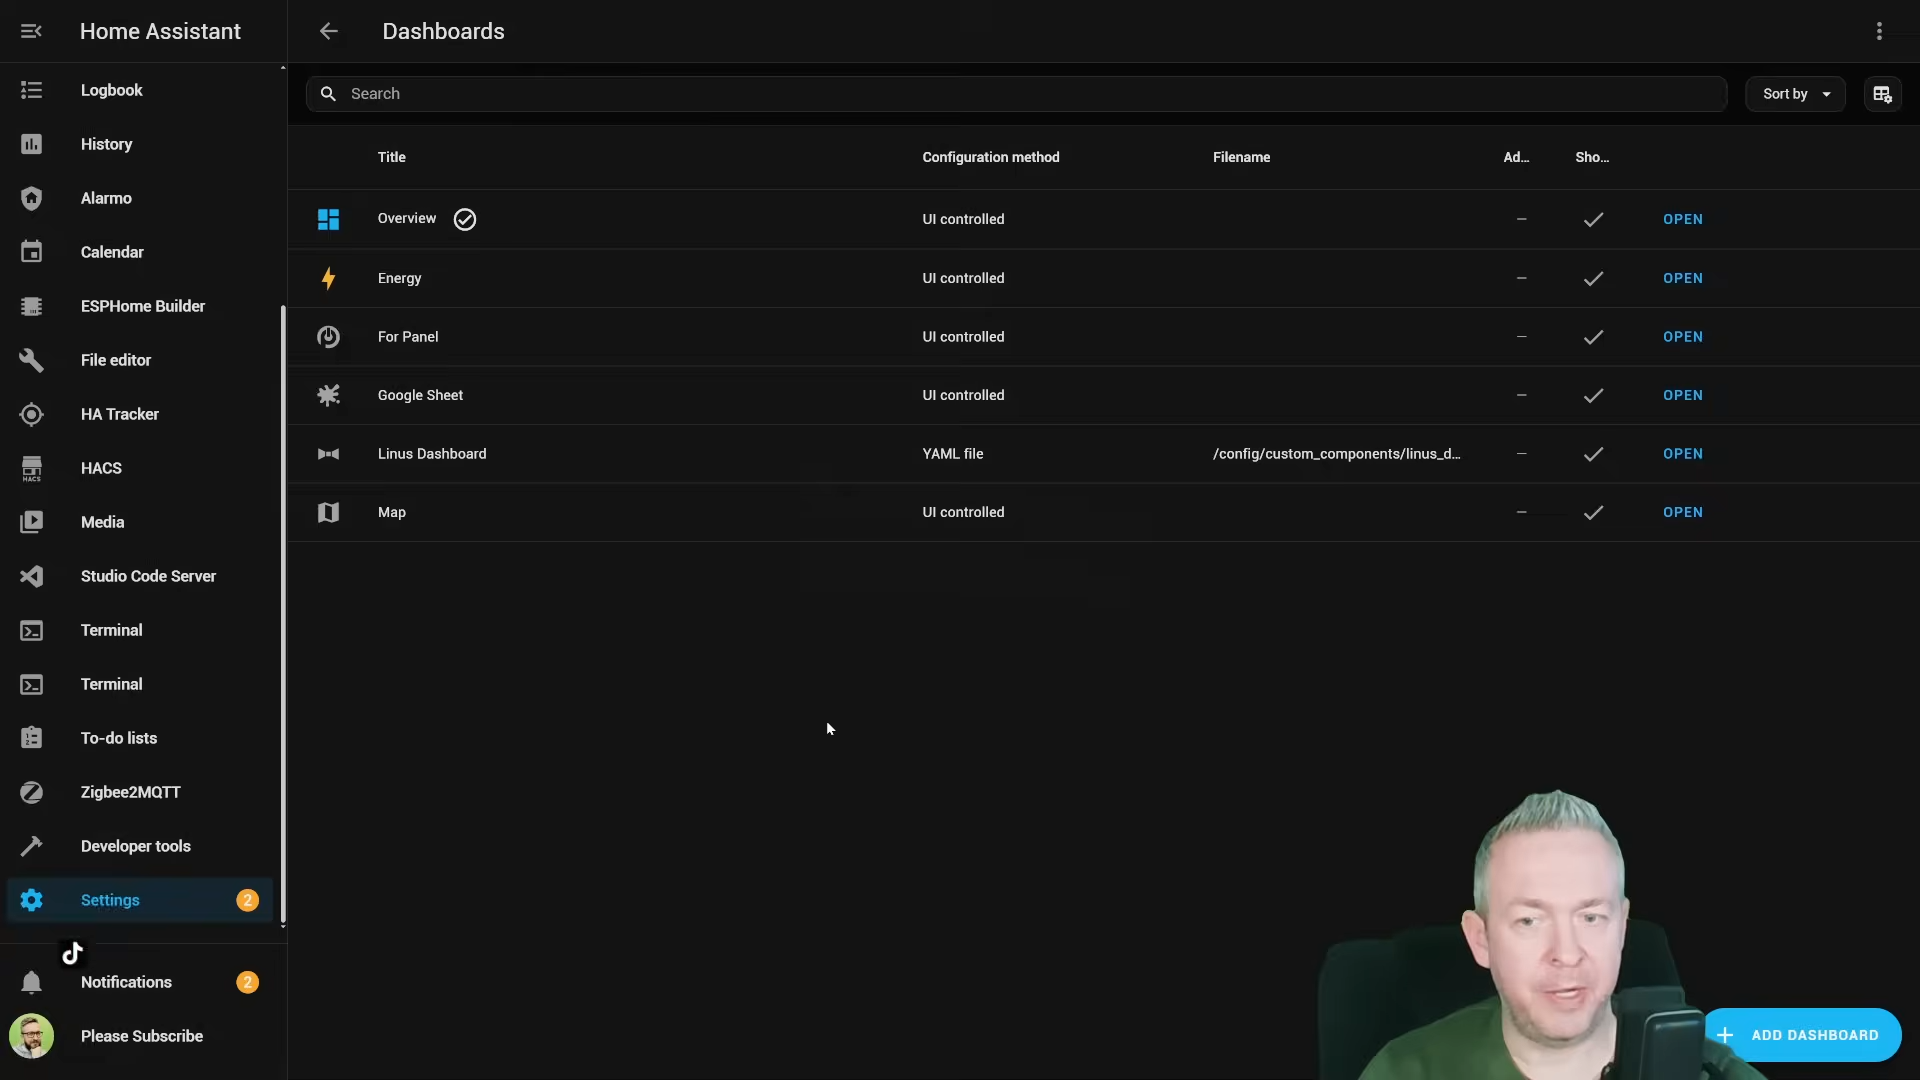 Home Assistant
Dashboards
Logbook
History
Alarmo
Calendar
ESPHome Builder
File editor
HA Tracker
HACS
HACS
Media
Studio Code Server
Terminal
Terminal
To-do lists
Zigbee2MQTT
Developer tools
Settings 2
Notifications 2
Please Subscribe
Search
Sort by
Title Configuration method Filename Ad... Sho...
Overview UI controlled OPEN
Energy UI controlled OPEN
For Panel UI controlled OPEN
Google Sheet UI controlled OPEN
Linus Dashboard YAML file /config/custom_components/linus_d... OPEN
Map UI controlled OPEN
ADD DASHBOARD